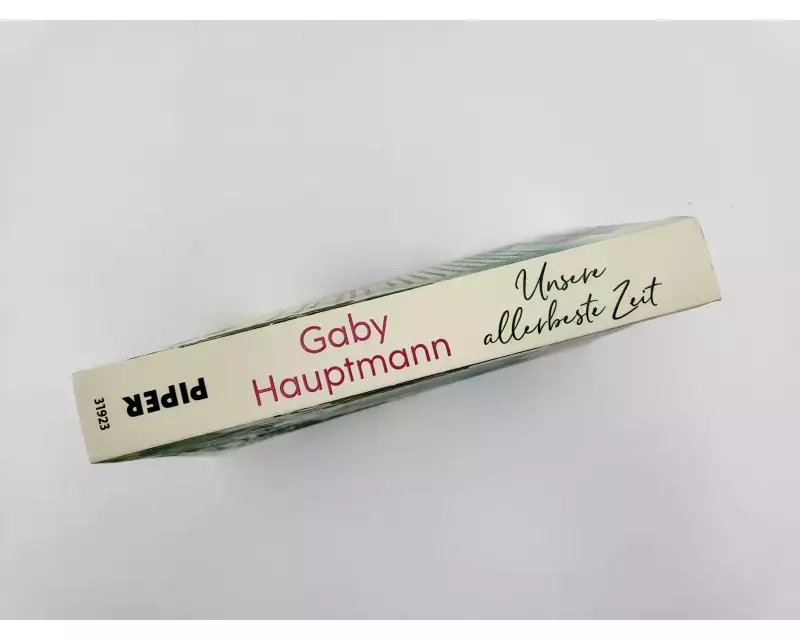 Gaby
Hauptmann
Unsere
allerbeste Zeit
PIPER
31923